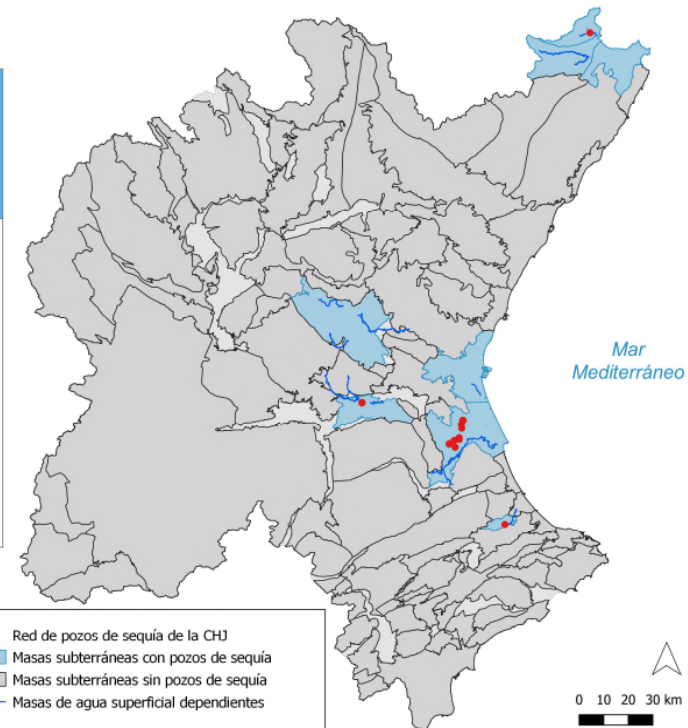 Mar
Mediterráneo
Red de pozos de sequía de la CHJ
Masas subterráneas con pozos de sequía
Masas subterráneas sin pozos de sequía
Masas de agua superficial dependientes
0 10 20 30 km